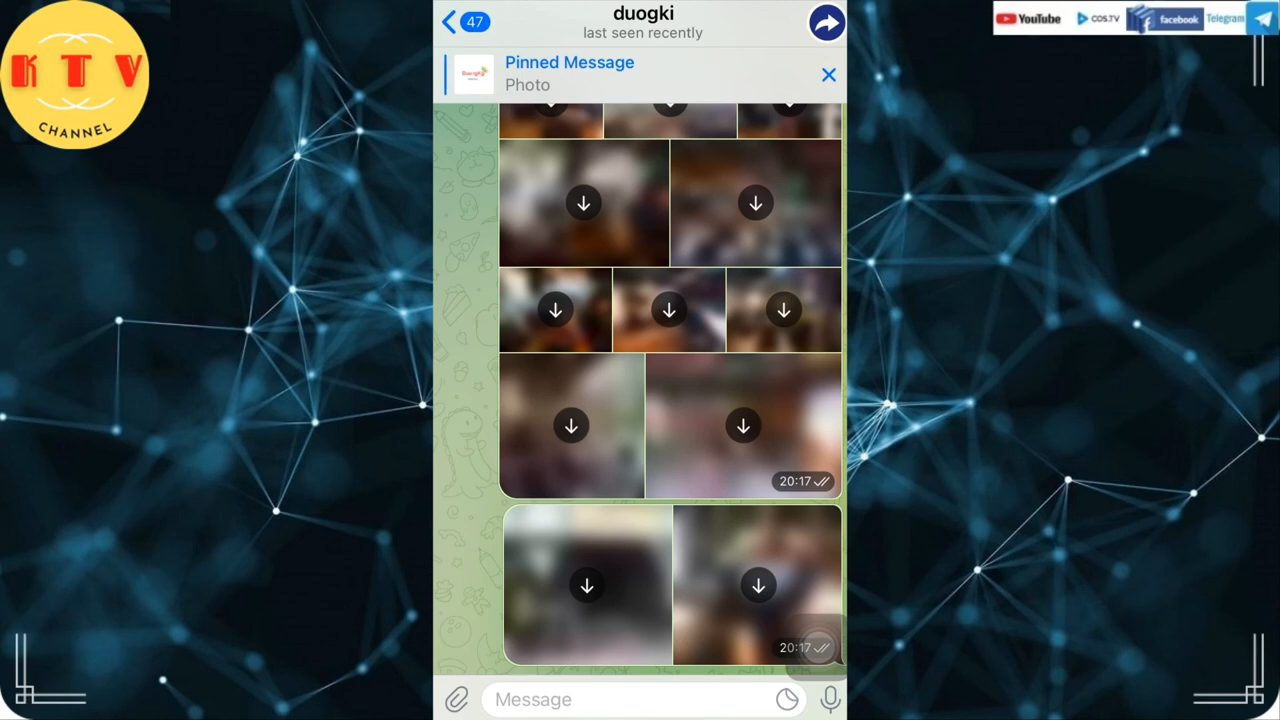 K T V
CHANNEL
47
duogki
last seen recently
Pinned Message
Photo
YouTube
COS.TV
facebook
Telegram
20:17
20:17
Message